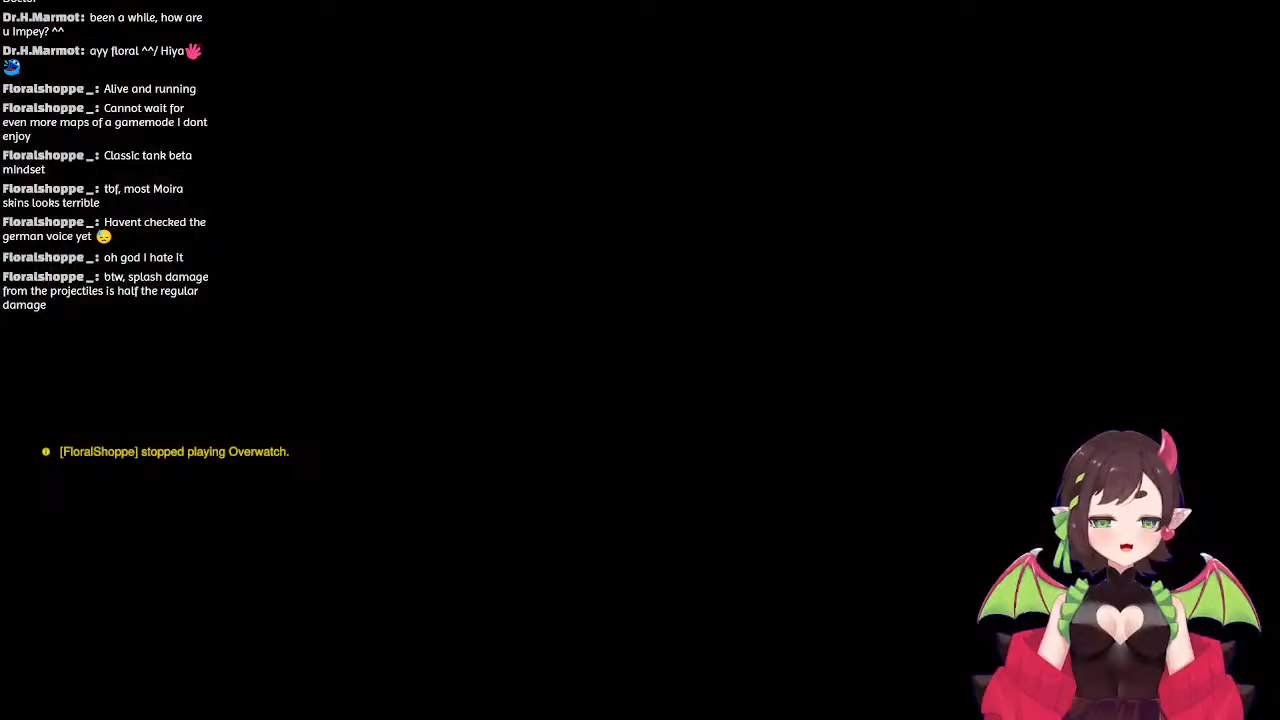 Doctor
Dr.H.Marmot: been a while, how are
u Impey? ^^
Dr.H.Marmot: ayy floral ^^/ Hiya
Floralshoppe_: Alive and running
Floralshoppe_: Cannot wait for
even more maps of a gamemode I dont
enjoy
Floralshoppe_: Classic tank beta
mindset
Floralshoppe_: tbf, most Moira
skins looks terrible
Floralshoppe_: Havent checked the
german voice yet
Floralshoppe_: oh god I hate it
Floralshoppe_: btw, splash damage
from the projectiles is half the regular
damage
[FloralShoppe] stopped playing Overwatch.